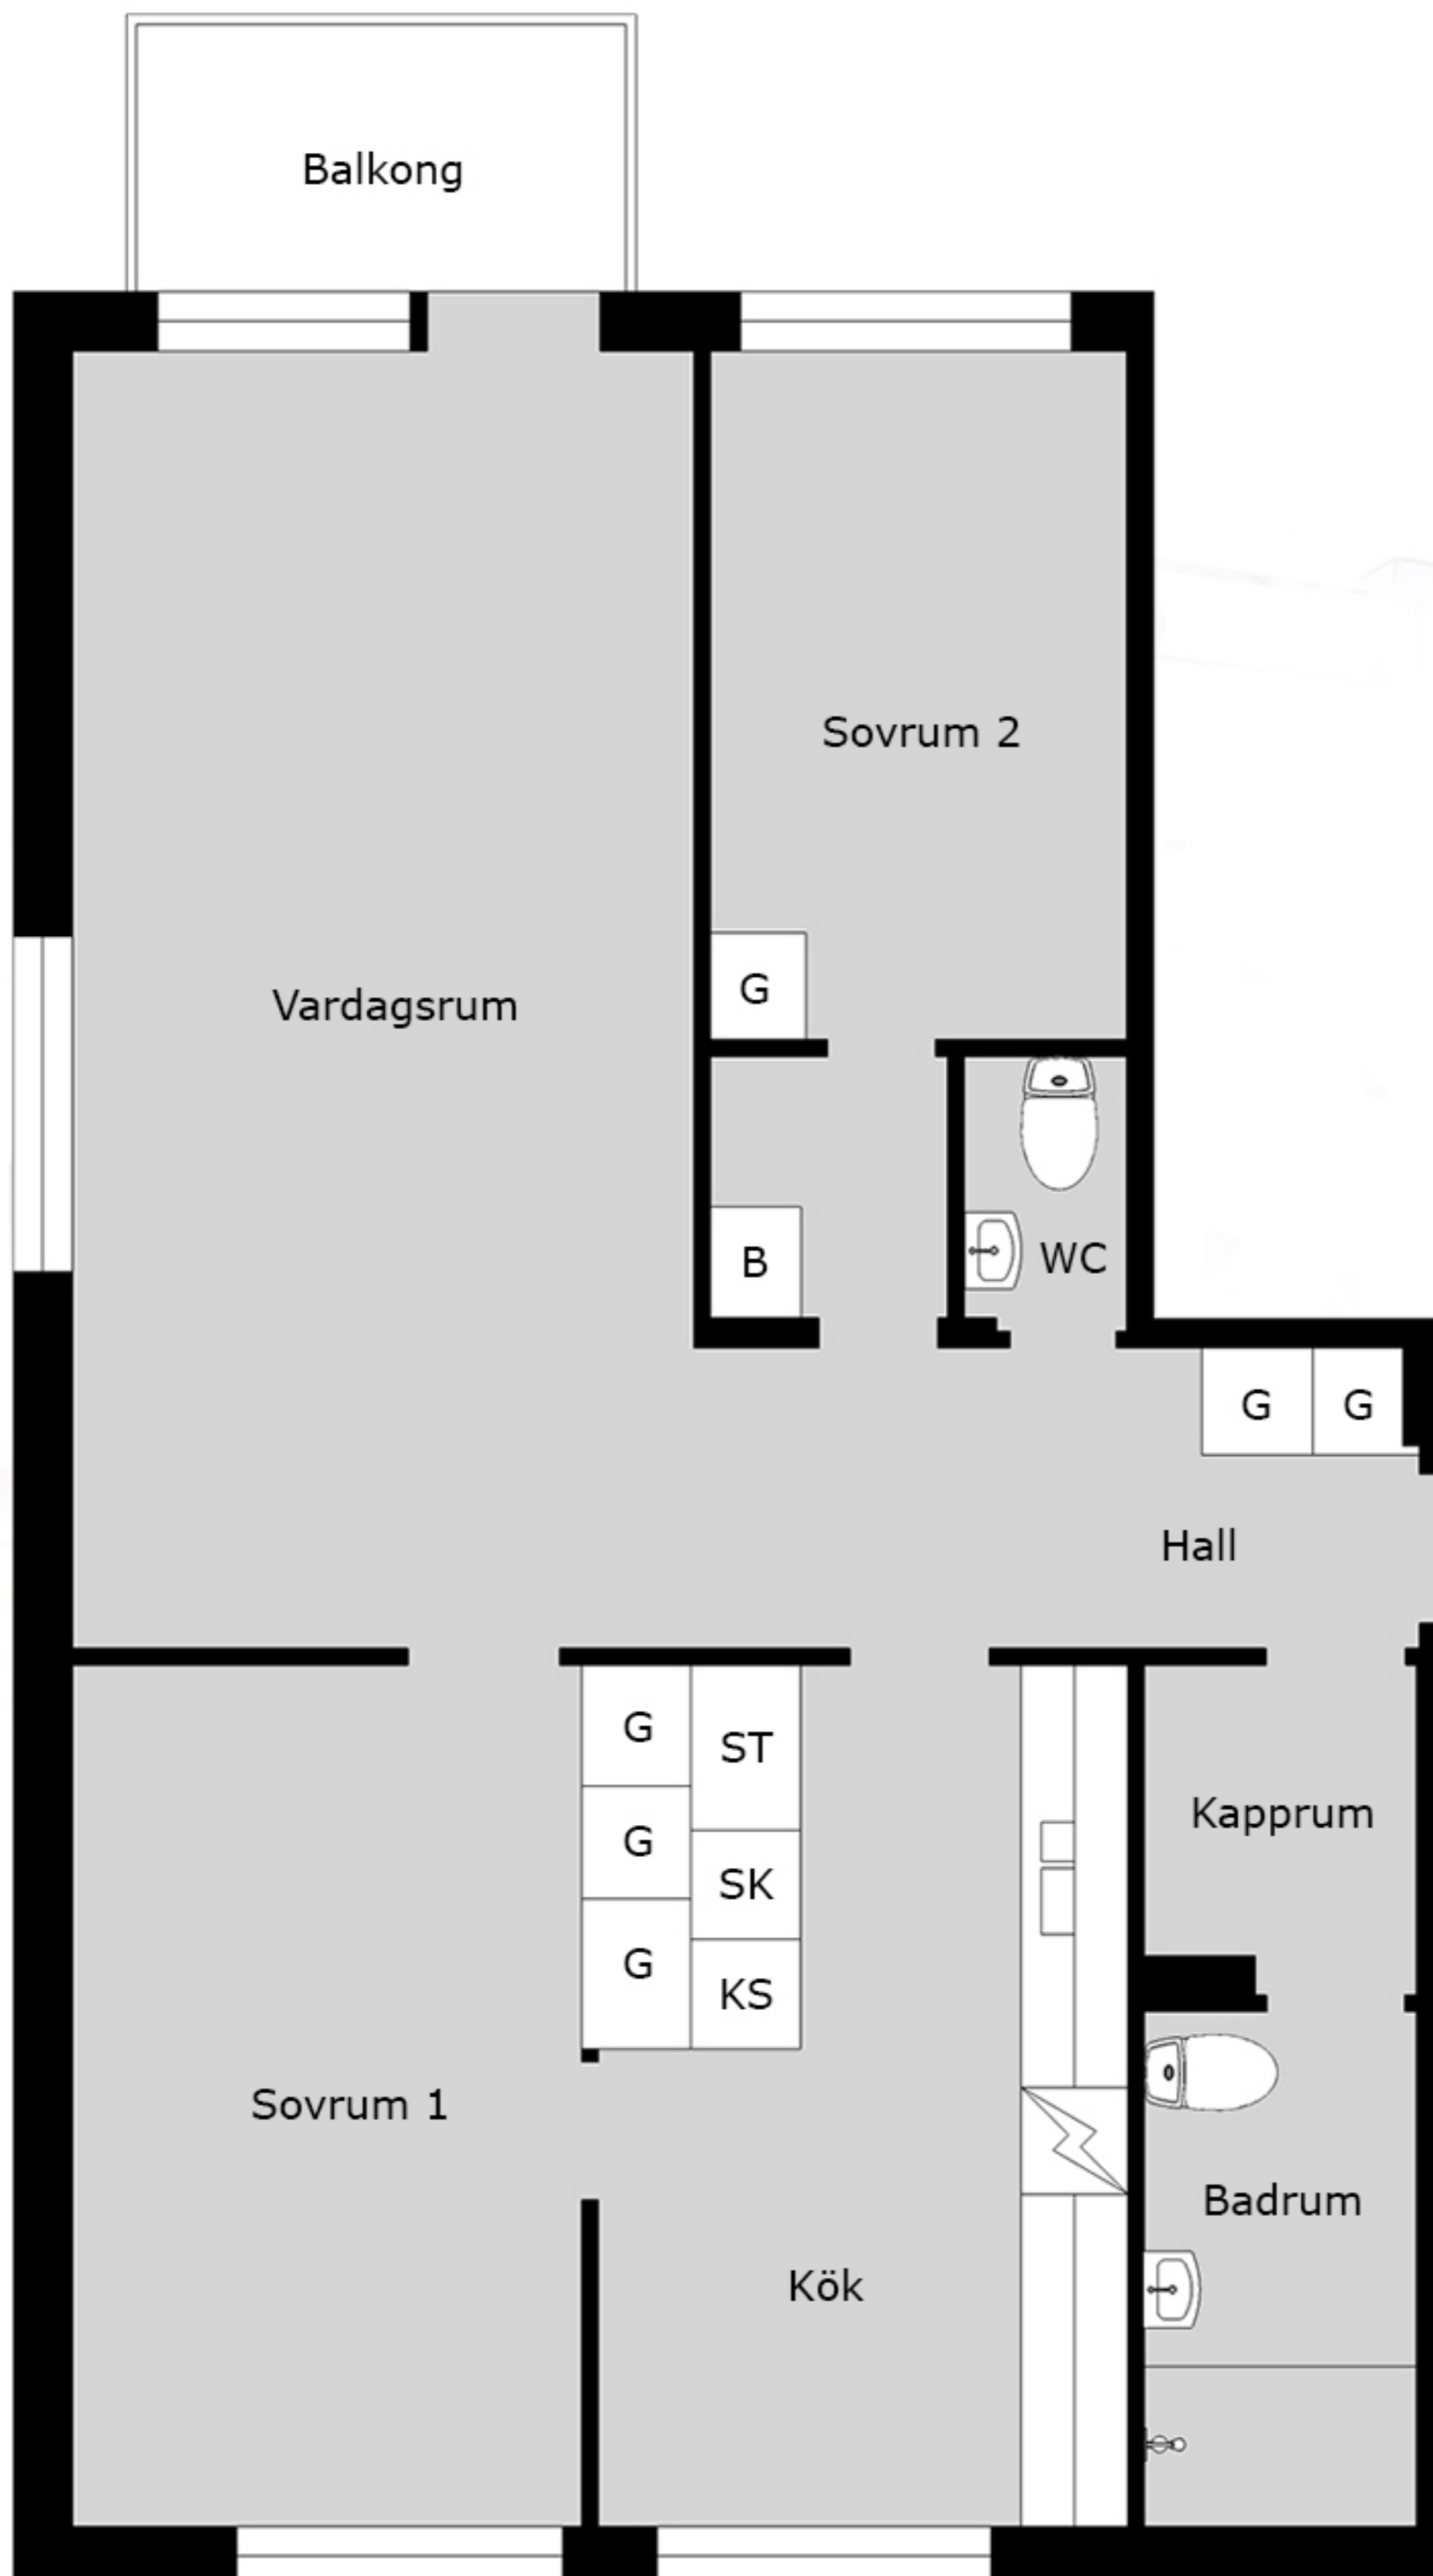 Balkong
Sovrum 2
G
Vardagsrum
B
WC
G
G
Hall
G
ST
G
SK
G
KS
Kapprum
Sovrum 1
Badrum
Kök